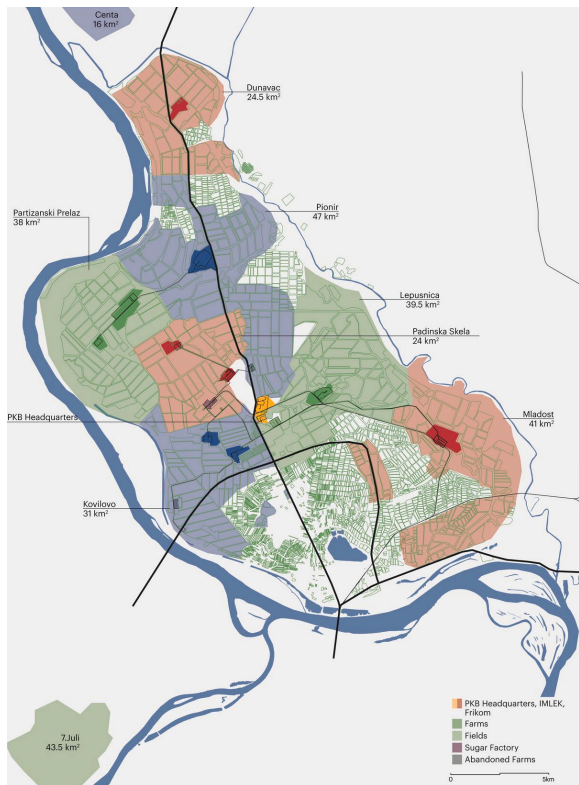 Centa
16 km²
Dunavac
24.5 km²
Pionir
47 km²
Partizanski Prelaz
38 km²
Lepusnica
39.5 km²
Padinska Skela
24 km²
PKB Headquarters
Mladost
41 km²
Kovilovo
31 km²
7.Juli
43.5 km²
PKB Headquarters, IMLEK,
Frikom
Farms
Fields
Sugar Factory
Abandoned Farms
0
5km